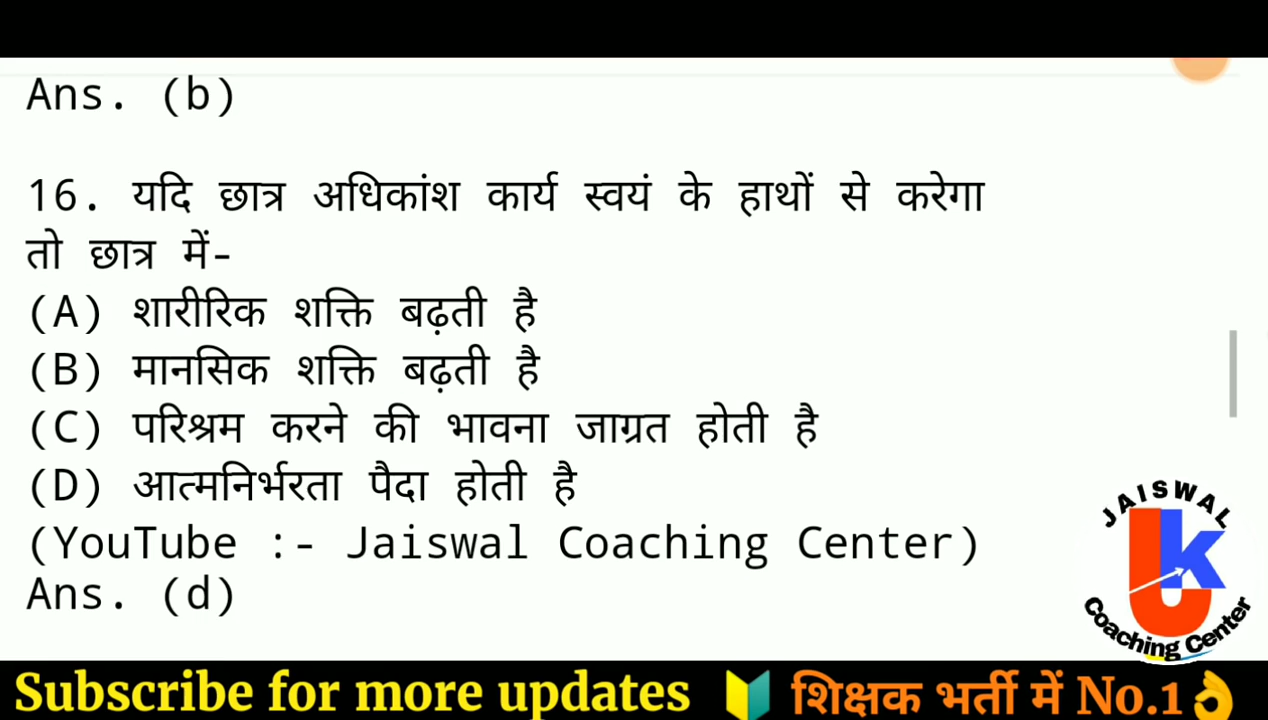 Ans. (b)
16. यदि छात्र अधिकांश कार्य स्वयं के हाथों से करेगा
तो छात्र में-
(A) शारीरिक शक्ति बढ़ती है
(B) मानसिक शक्ति बढ़ती है
(C) परिश्रम करने की भावना जाग्रत होती है
(D) आत्मनिर्भरता पैदा होती है
(YouTube :- Jaiswal Coaching Center)
Ans. (d)
JAISWAL
UK
Coaching Center
Subscribe for more updates 🔰 शिक्षक भर्ती में No.1👌